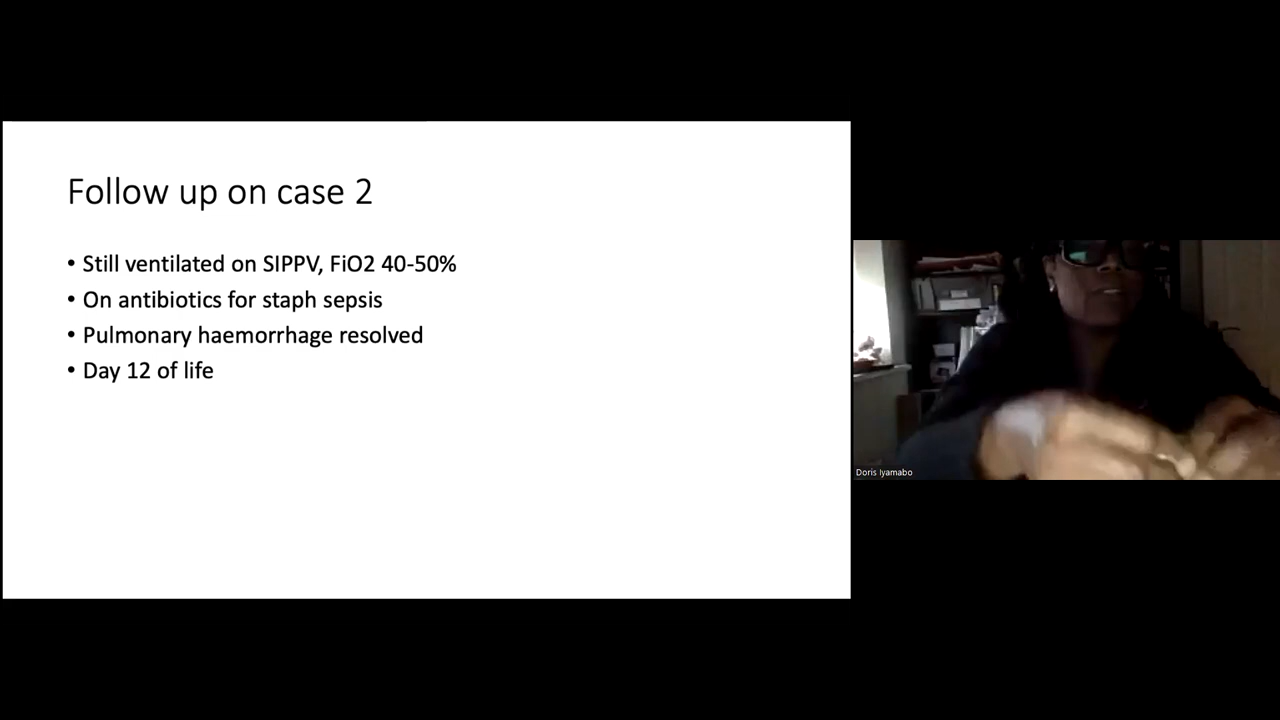 Follow up on case 2
• Still ventilated on SIPPV, FiO2 40-50%
• On antibiotics for staph sepsis
• Pulmonary haemorrhage resolved
• Day 12 of life
Doris Iyamabo